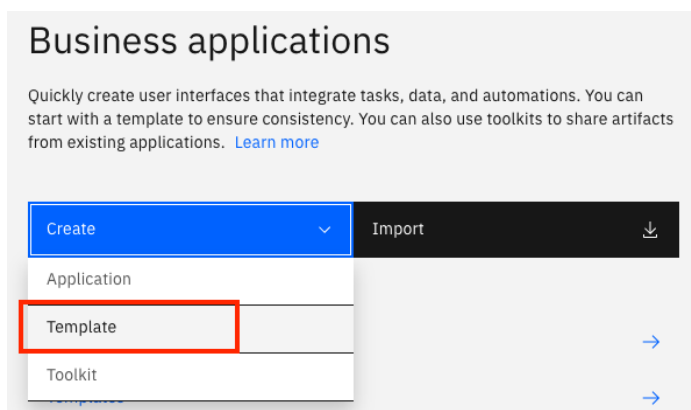 Business applications
Quickly create user interfaces that integrate tasks, data, and automations. You can
start with a template to ensure consistency. You can also use toolkits to share artifacts
from existing applications. Learn more
Create
Import
Application
Template
Toolkit